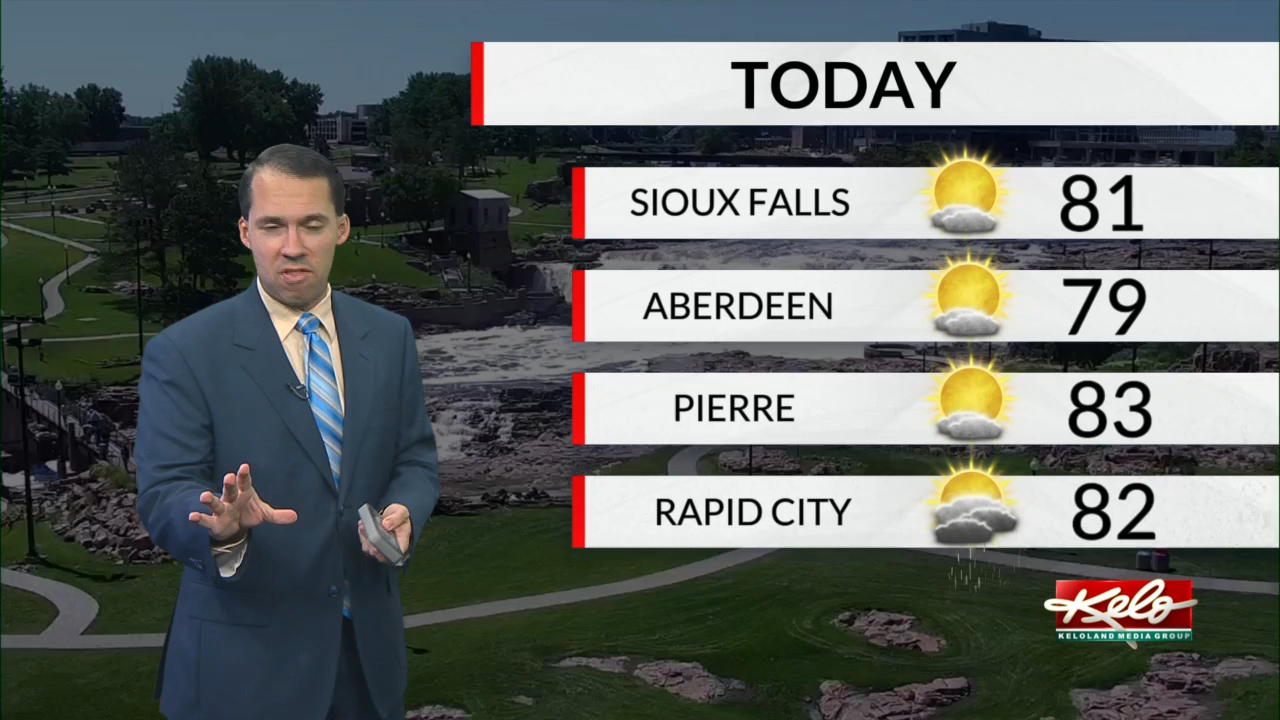 TODAY
SIOUX FALLS 81
ABERDEEN 79
PIERRE 83
RAPID CITY 82
Kelo
KELOLAND MEDIA GROUP